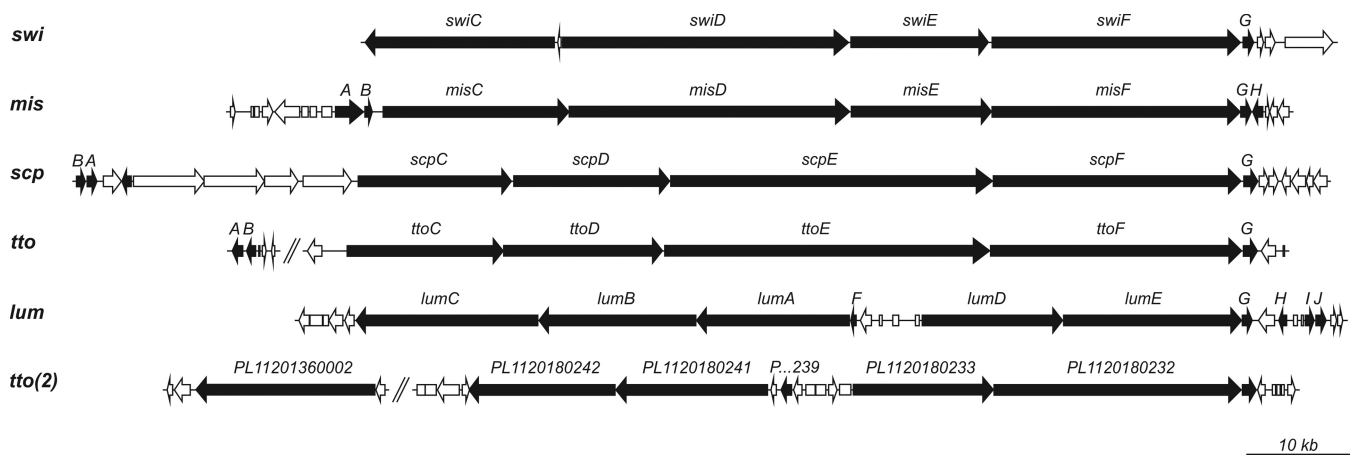 swiC swiD swiE swiF G
swi
A B misC misD misE misF G H
mis
B A scpC scpD scpE scpF G
scp
A B ttoC ttoD ttoE ttoF G
tto
lumC lumB lumA F lumD lumE G H I J
lum
PL11201360002 PL1120180242 PL1120180241 P...239 PL1120180233 PL1120180232
tto(2)
10 kb